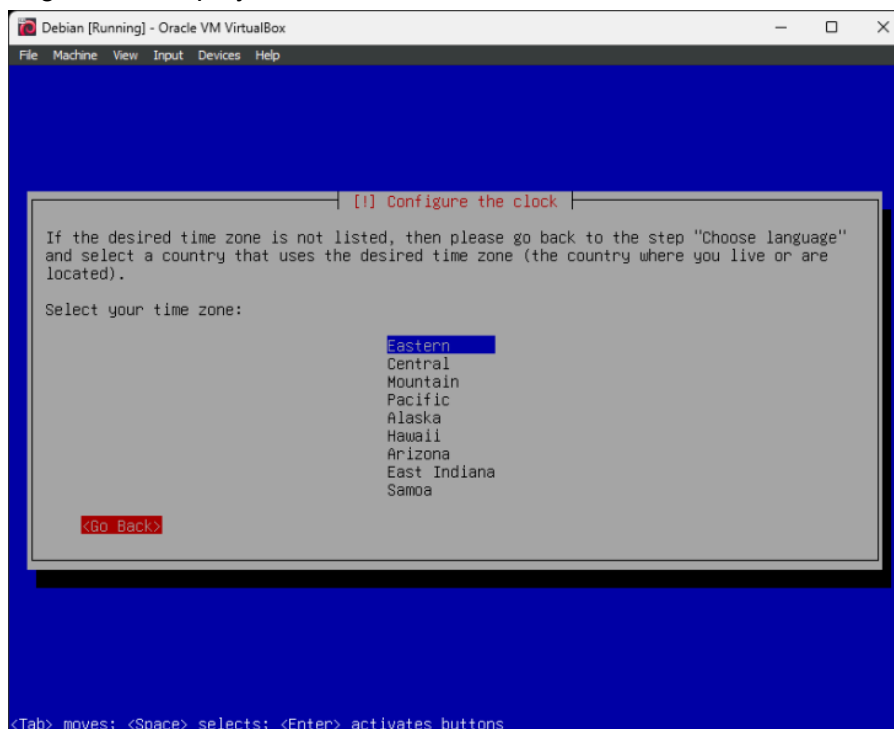 Debian [Running] - Oracle VM VirtualBox
File Machine View Input Devices Help
[!] Configure the clock
If the desired time zone is not listed, then please go back to the step "Choose language"
and select a country that uses the desired time zone (the country where you live or are
located).
Select your time zone:
Eastern
Central
Mountain
Pacific
Alaska
Hawaii
Arizona
East Indiana
Samoa
<Go Back>
<Tab> moves; <Space> selects; <Enter> activates buttons